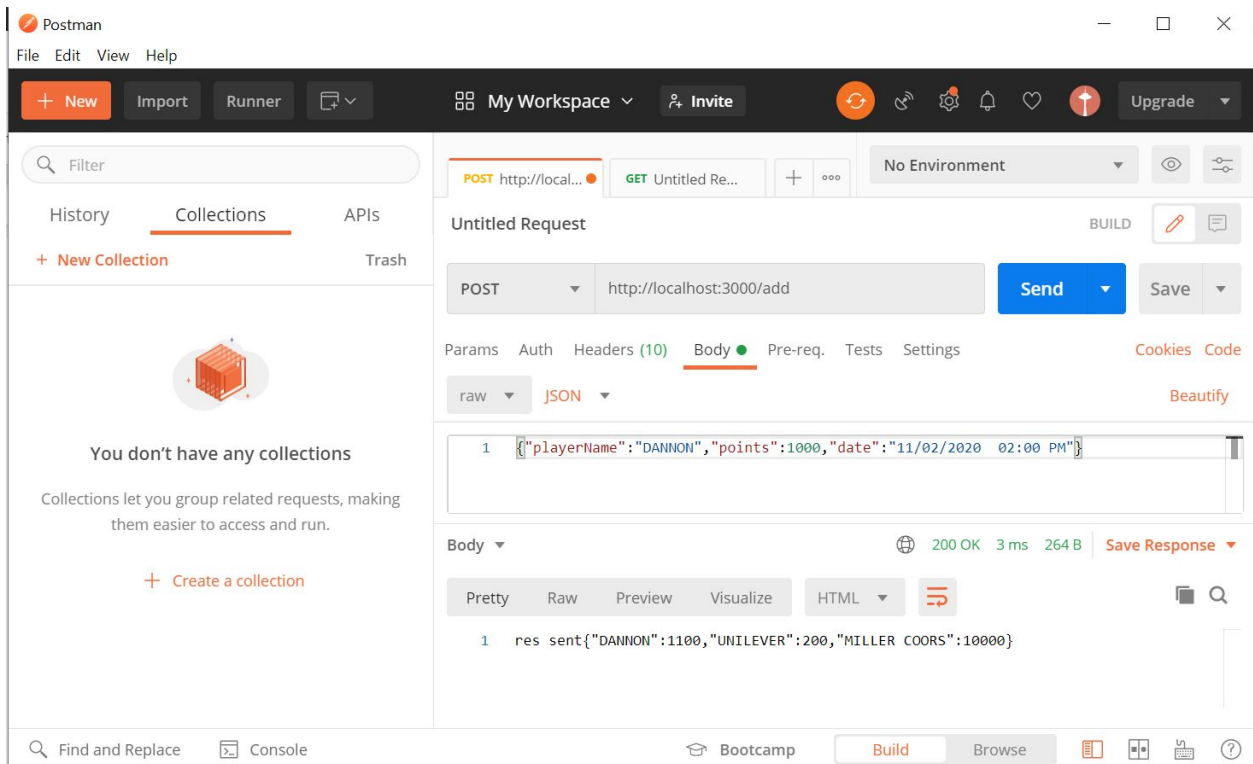 Postman
File Edit View Help
+ New Import Runner My Workspace Invite Upgrade
Filter
History Collections APIs
+ New Collection Trash
You don't have any collections
Collections let you group related requests, making
them easier to access and run.
+ Create a collection
POST http://local... GET Untitled Re... + ooo No Environment
Untitled Request BUILD
POST http://localhost:3000/add Send Save
Params Auth Headers (10) Body Pre-req. Tests Settings Cookies Code
raw JSON Beautify
1 {"playerName":"DANNON","points":1000,"date":"11/02/2020  02:00 PM"}
Body 200 OK 3 ms 264 B Save Response
Pretty Raw Preview Visualize HTML
1 res sent{"DANNON":1100,"UNILEVER":200,"MILLER COORS":10000}
Find and Replace Console Bootcamp Build Browse ?